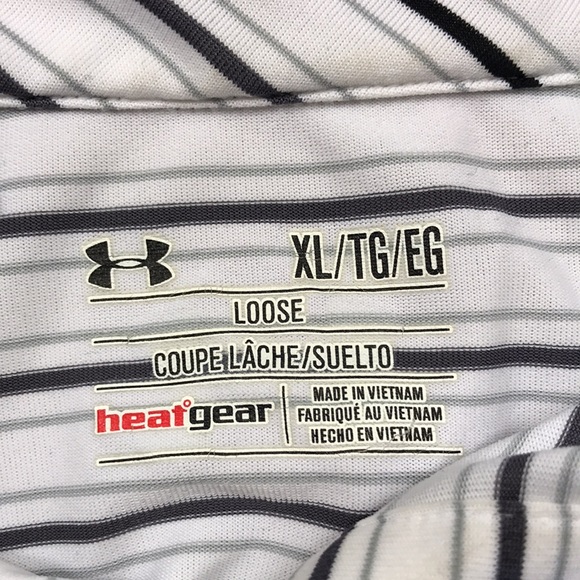 XL/TG/EG
LOOSE
COUPE LÂCHE/SUELTO
heatgear
MADE IN VIETNAM
FABRIQUÉ AU VIETNAM
HECHO EN VIETNAM